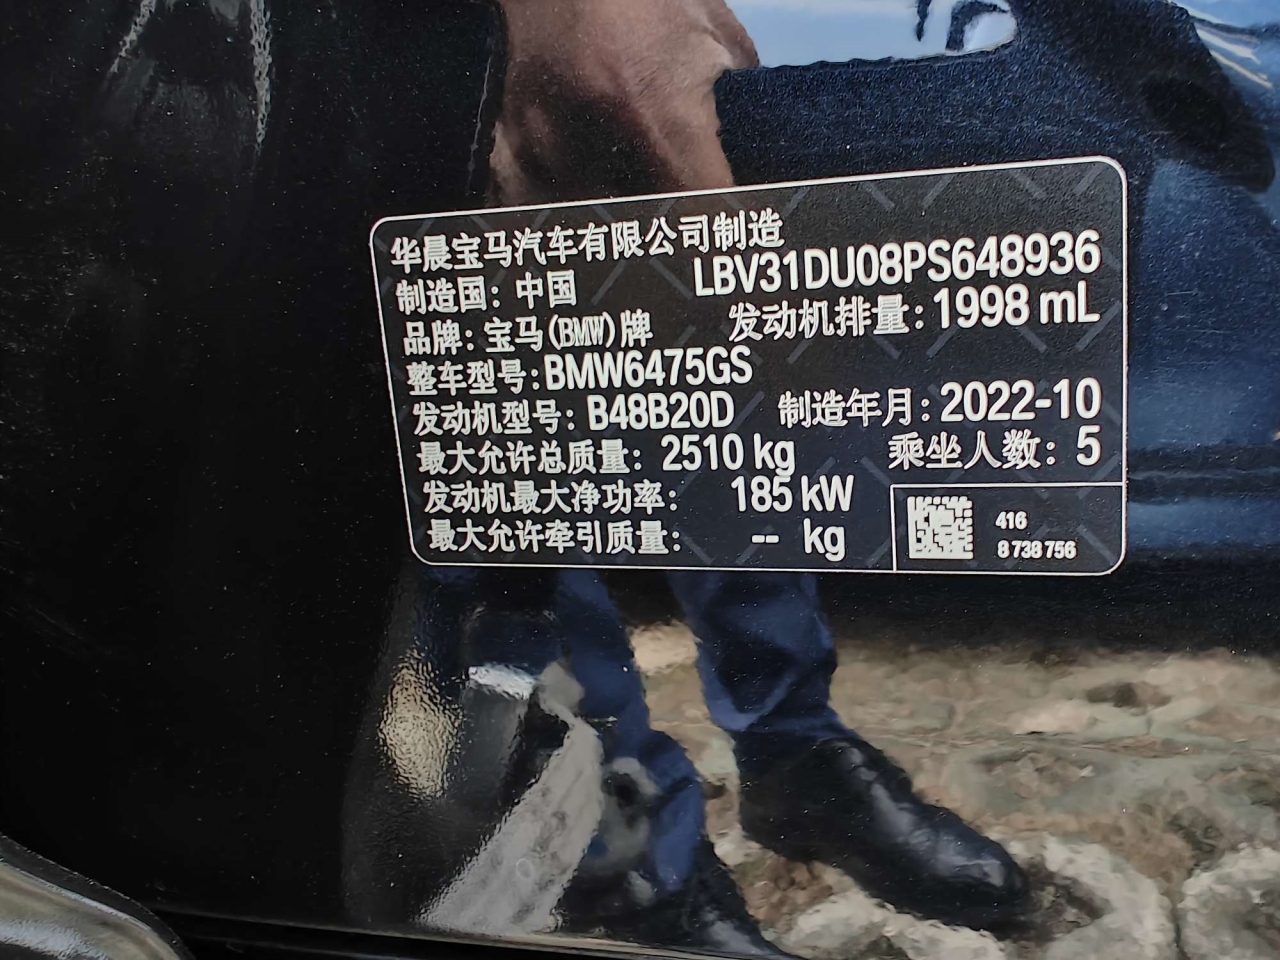 华晨宝马汽车有限公司制造
制造国：中国 LBV31DU08PS648936
品牌：宝马(BMW)牌 发动机排量：1998 mL
整车型号：BMW6475GS
发动机型号：B48B20D 制造年月：2022-10
最大允许总质量：2510 kg 乘坐人数：5
发动机最大净功率：185 kW
最大允许牵引质量：-- kg
416
8 738 756